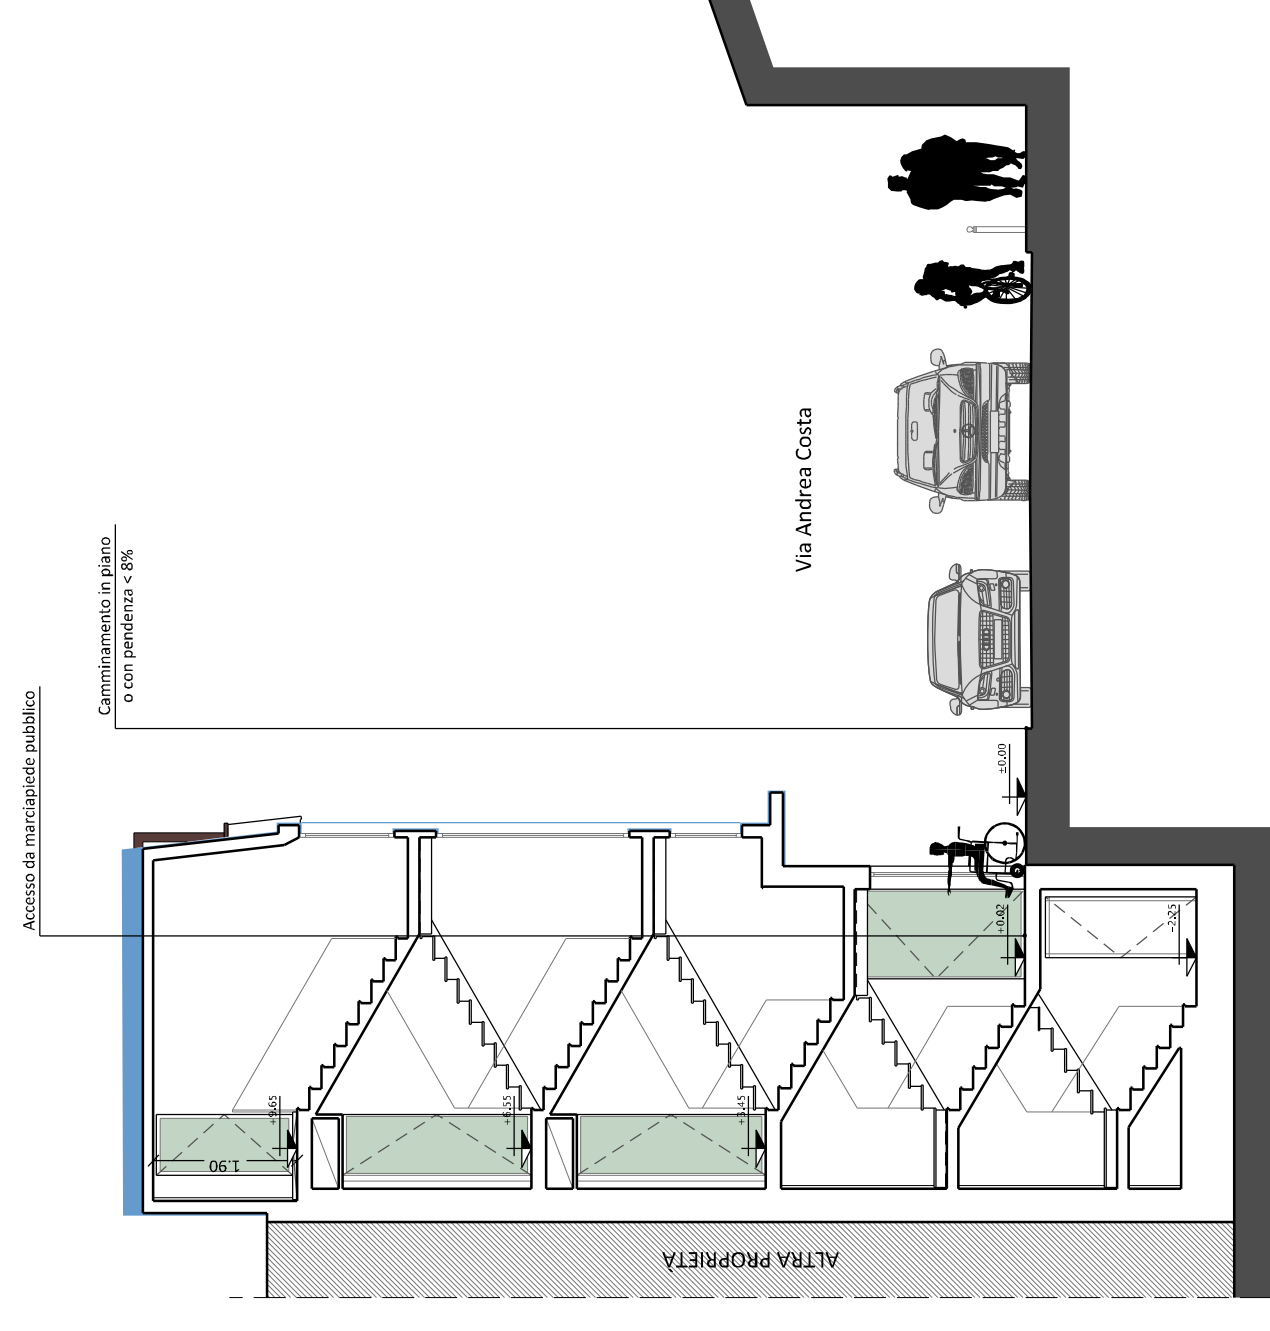 Accesso da marciapiede pubblico
Camminamento in piano
o con pendenza < 8%
Via Andrea Costa
±0.00
+0.02
-2.25
+9.65
+6.55
+3.45
1.90
ALTRA PROPRIETÀ